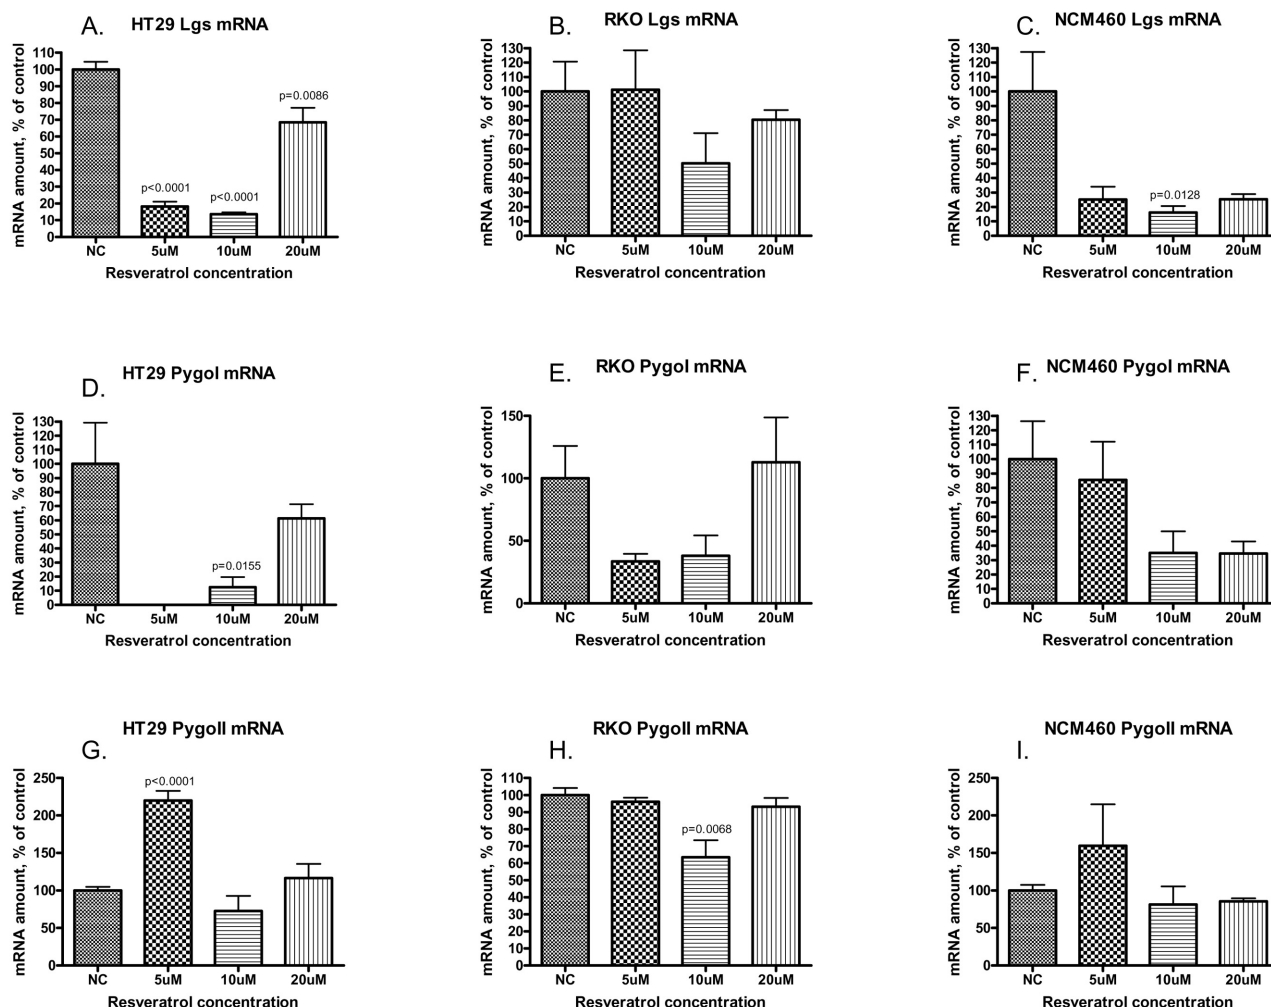 A.
HT29 Lgs mRNA
mRNA amount, % of control
110
100
90
80
70
60
50
40
30
20
10
0
p<0.0001
p<0.0001
p=0.0086
NC 5uM 10uM 20uM
Resveratrol concentration
B.
RKO Lgs mRNA
mRNA amount, % of control
130
120
110
100
90
80
70
60
50
40
30
20
10
0
NC 5uM 10uM 20uM
Resveratrol concentration
C.
NCM460 Lgs mRNA
mRNA amount, % of control
130
120
110
100
90
80
70
60
50
40
30
20
10
0
p=0.0128
NC 5uM 10uM 20uM
Resveratrol concentration
D.
HT29 PygoI mRNA
mRNA amount, % of control
130
120
110
100
90
80
70
60
50
40
30
20
10
0
p=0.0155
NC 5uM 10uM 20uM
Resveratrol concentration
E.
RKO PygoI mRNA
mRNA amount, % of control
150
100
50
0
NC 5uM 10uM 20uM
Resveratrol concentration
F.
NCM460 PygoI mRNA
mRNA amount, % of control
130
120
110
100
90
80
70
60
50
40
30
20
10
0
NC 5uM 10uM 20uM
Resveratrol concentration
G.
HT29 PygoII mRNA
mRNA amount, % of control
250
200
150
100
50
0
p<0.0001
NC 5uM 10uM 20uM
Resveratrol concentration
H.
RKO PygoII mRNA
mRNA amount, % of control
110
100
90
80
70
60
50
40
30
20
10
0
p=0.0068
NC 5uM 10uM 20uM
Resveratrol concentration
I.
NCM460 PygoII mRNA
mRNA amount, % of control
250
200
150
100
50
0
NC 5uM 10uM 20uM
Resveratrol concentration